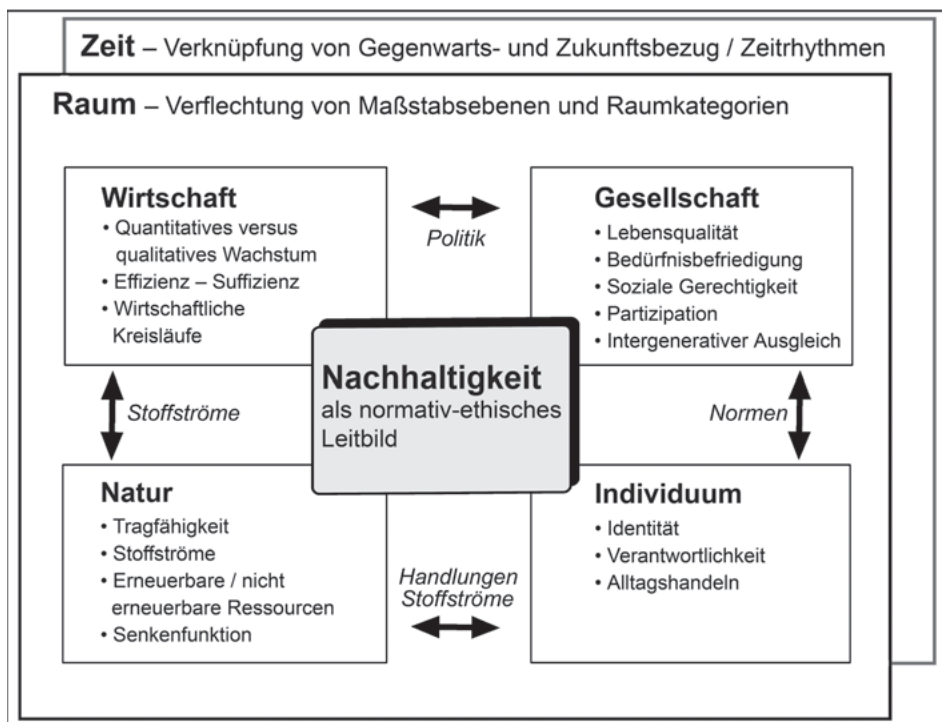 Zeit – Verknüpfung von Gegenwarts- und Zukunftsbezug / Zeitrhythmen
Raum – Verflechtung von Maßstabsebenen und Raumkategorien
Wirtschaft
• Quantitatives versus
qualitatives Wachstum
• Effizienz – Suffizienz
• Wirtschaftliche
Kreisläufe
Politik
Gesellschaft
• Lebensqualität
• Bedürfnisbefriedigung
• Soziale Gerechtigkeit
• Partizipation
• Intergenerativer Ausgleich
Nachhaltigkeit
als normativ-ethisches
Leitbild
Stoffströme
Normen
Natur
• Tragfähigkeit
• Stoffströme
• Erneuerbare / nicht
erneuerbare Ressourcen
• Senkenfunktion
Handlungen
Stoffströme
Individuum
• Identität
• Verantwortlichkeit
• Alltagshandeln